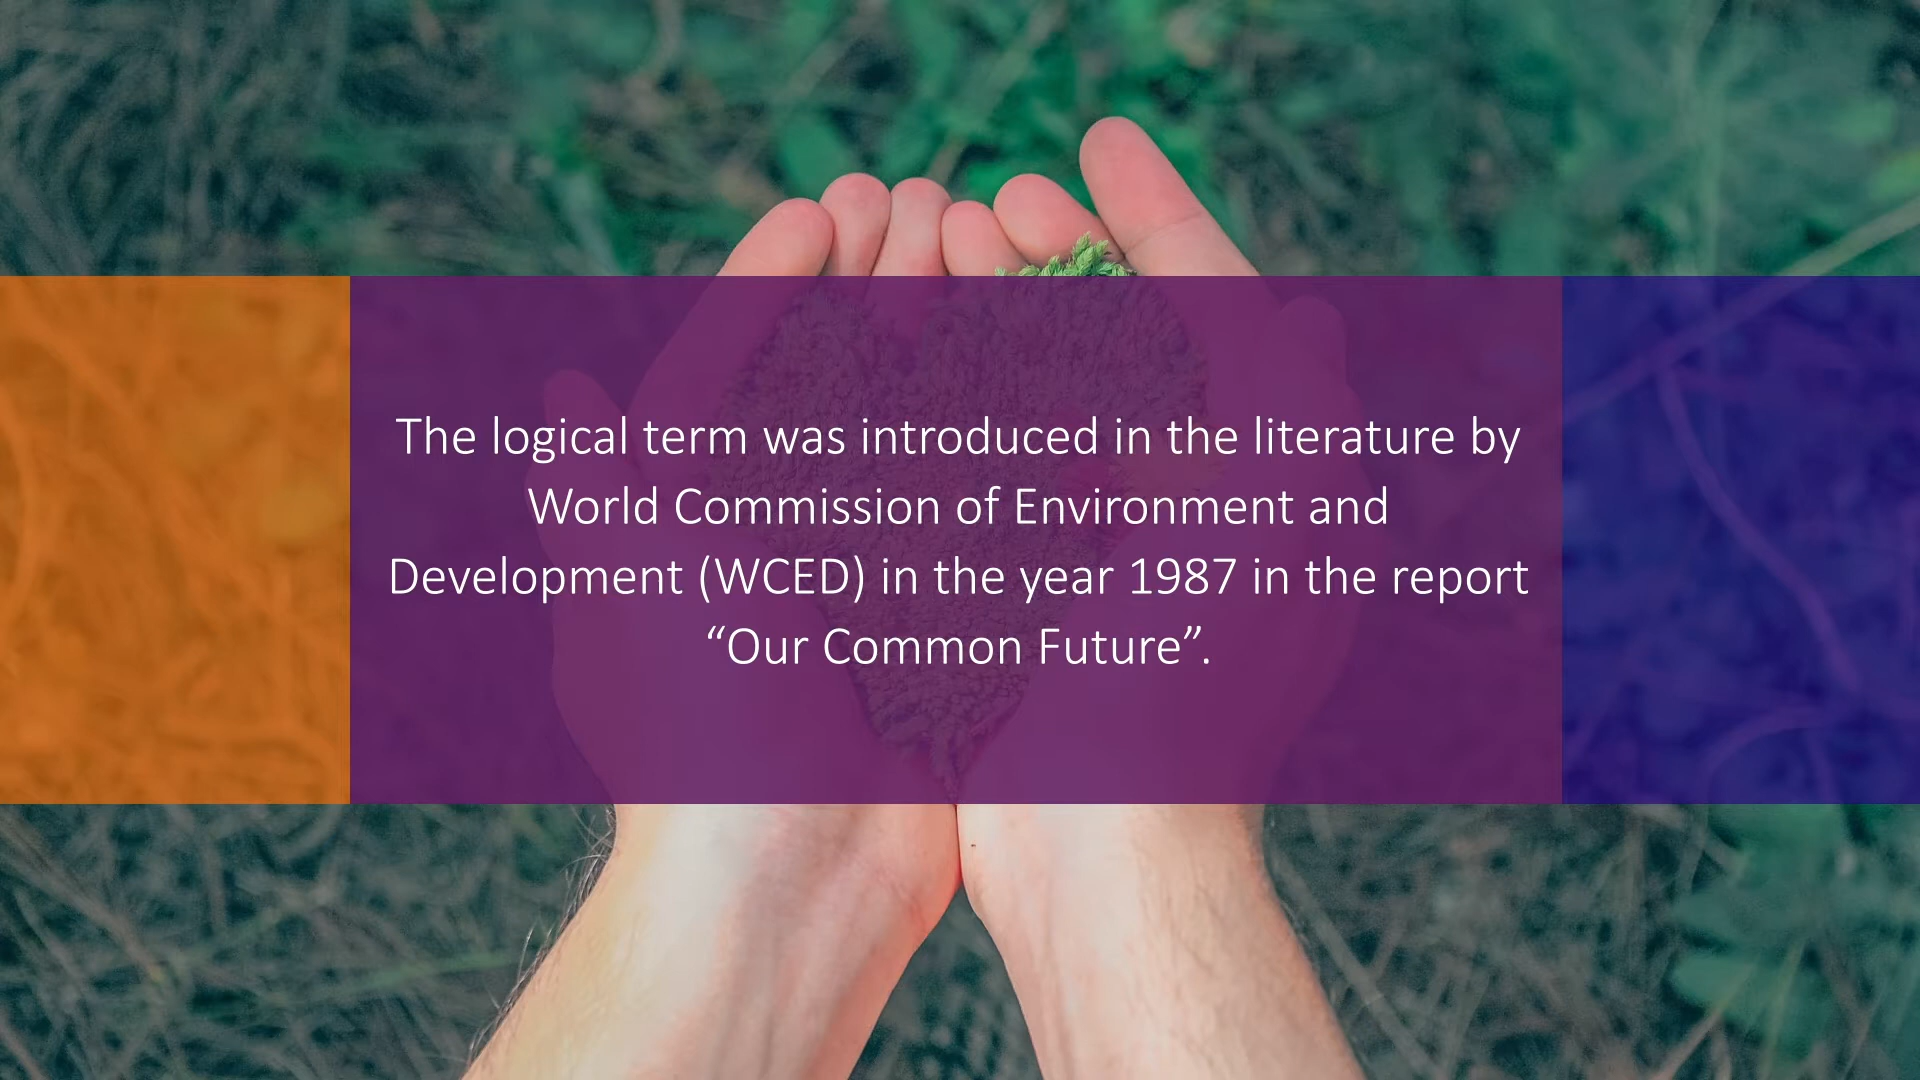 The logical term was introduced in the literature by
World Commission of Environment and
Development (WCED) in the year 1987 in the report
“Our Common Future”.